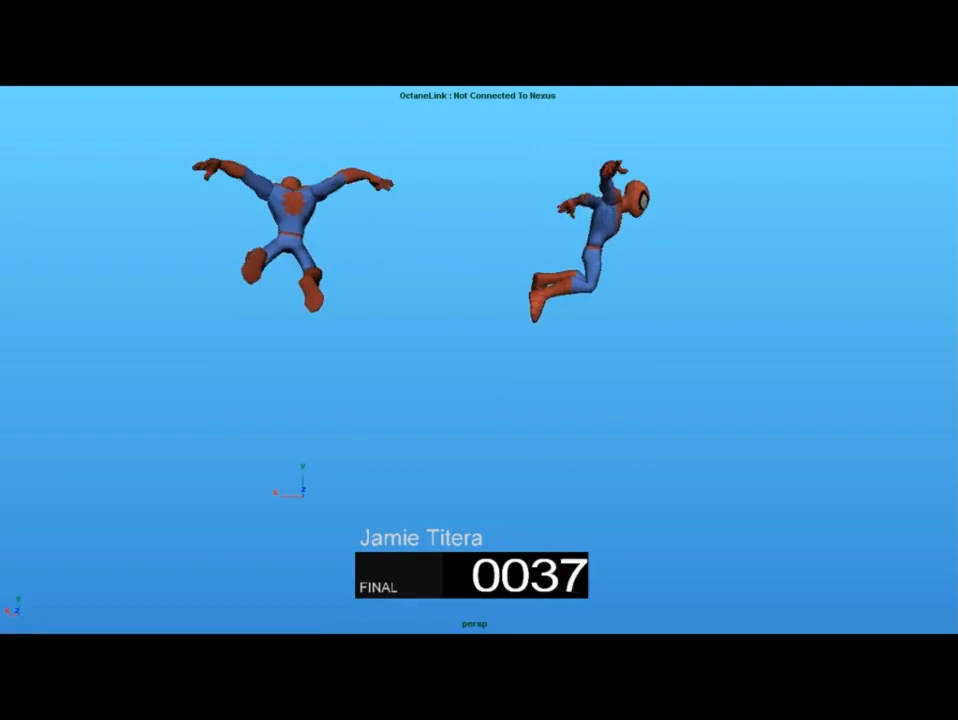 OctaneLink : Not Connected To Nexus
y
x z
Jamie Titera
FINAL 0037
y
x z
persp